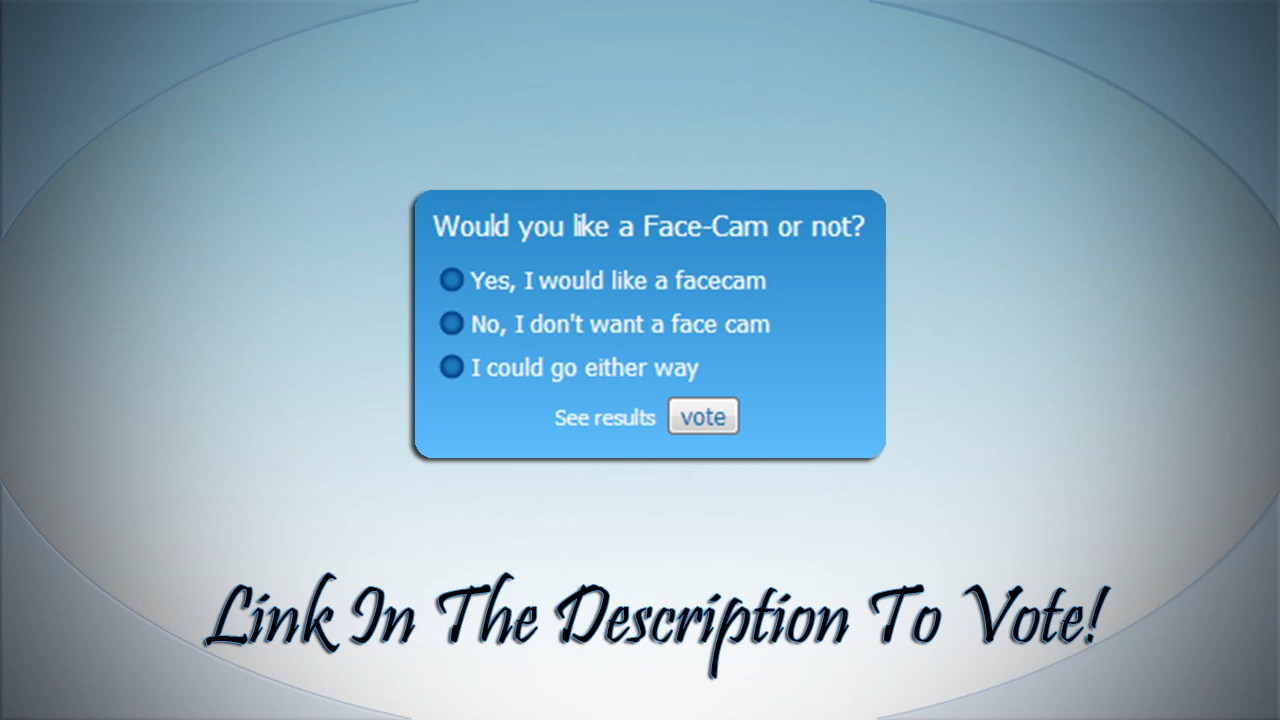 Would you like a Face-Cam or not?
Yes, I would like a facecam
No, I don't want a face cam
I could go either way
See results vote
Link In The Description To Vote!